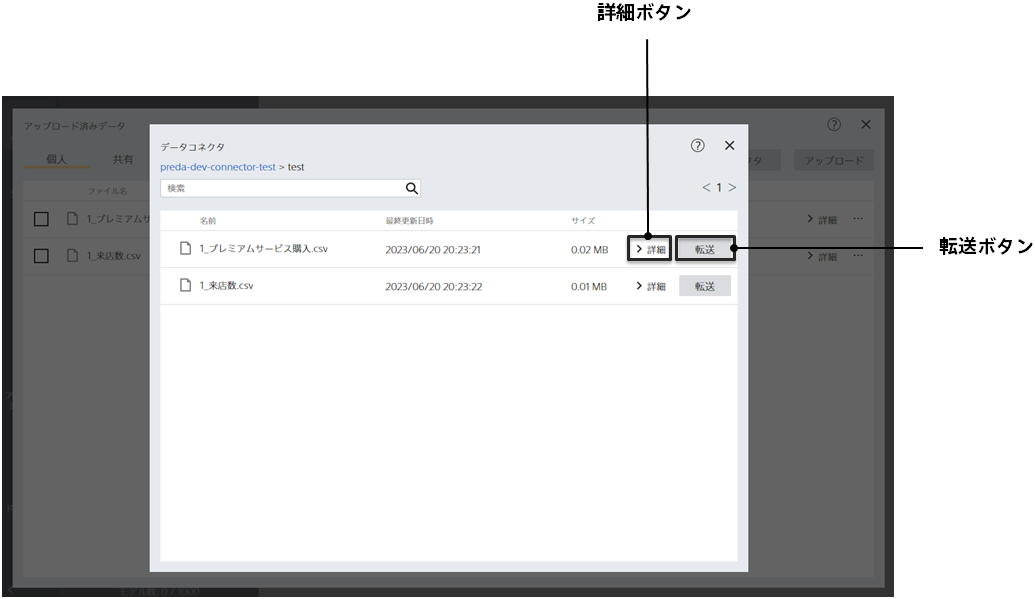 詳細ボタン
アップロード済みデータ
個人
共有
タ
アップロード
ファイル名
1_プレミアムサ
詳細
1_来店数.csv
詳細
データコネクタ
preda-dev-connector-test > test
検索
< 1 >
名前
最終更新日時
サイズ
1_プレミアムサービス購入.csv
2023/06/20 20:23:21
0.02 MB
> 詳細
転送
転送ボタン
1_来店数.csv
2023/06/20 20:23:22
0.01 MB
> 詳細
転送
モデル数 0 / 1000